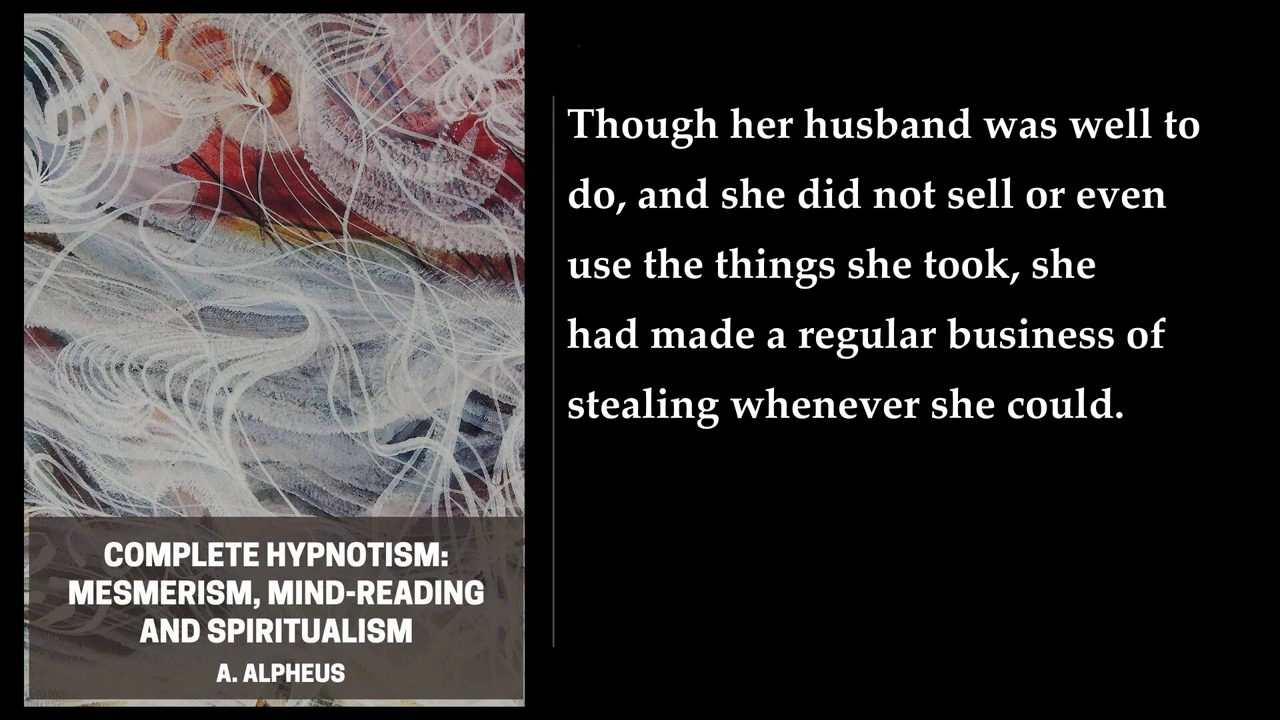 Though her husband was well to
do, and she did not sell or even
use the things she took, she
had made a regular business of
stealing whenever she could.
COMPLETE HYPNOTISM:
MESMERISM, MIND-READING
AND SPIRITUALISM
A. ALPHEUS